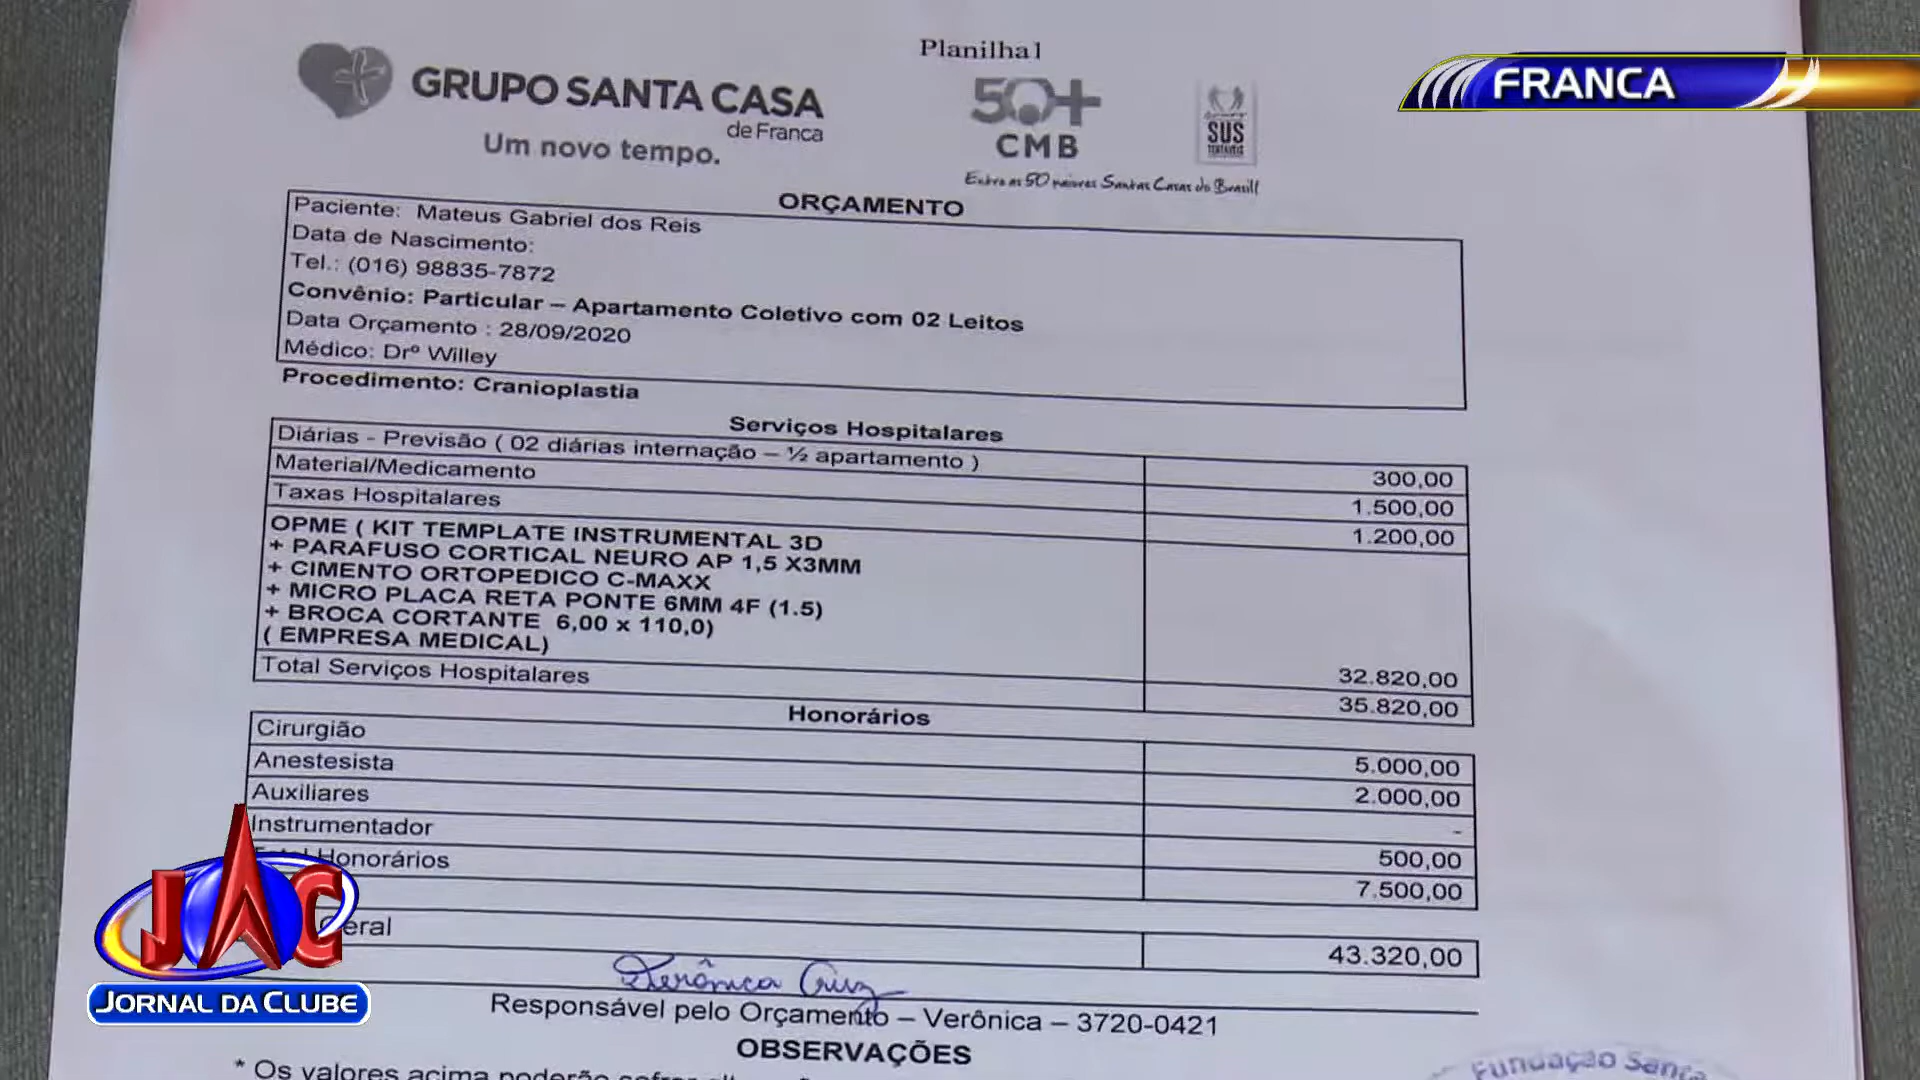 Planilha1
FRANCA
GRUPO SANTA CASA
de Franca
Um novo tempo.
50+
CMB
SUS
Entre as 50 maiores Santas Casas do Brasil!
ORÇAMENTO
Paciente: Mateus Gabriel dos Reis
Data de Nascimento:
Tel.: (016) 98835-7872
Convênio: Particular – Apartamento Coletivo com 02 Leitos
Data Orçamento : 28/09/2020
Médico: Drº Willey
Procedimento: Cranioplastia
Serviços Hospitalares
Diárias - Previsão ( 02 diárias internação – ½ apartamento ) 300,00
Material/Medicamento 1.500,00
Taxas Hospitalares 1.200,00
OPME ( KIT TEMPLATE INSTRUMENTAL 3D
+ PARAFUSO CORTICAL NEURO AP 1,5 X3MM
+ CIMENTO ORTOPEDICO C-MAXX
+ MICRO PLACA RETA PONTE 6MM 4F (1.5)
+ BROCA CORTANTE 6,00 x 110,0)
( EMPRESA MEDICAL) 32.820,00
Total Serviços Hospitalares 35.820,00
Honorários
Cirurgião 5.000,00
Anestesista 2.000,00
Auxiliares -
Instrumentador 500,00
Honorários 7.500,00
eral 43.320,00
Verônica Cruz
Responsável pelo Orçamento – Verônica – 3720-0421
OBSERVAÇÕES
* Os valores acima poderão sofrer
Fundação Santa
JAC
JORNAL DA CLUBE